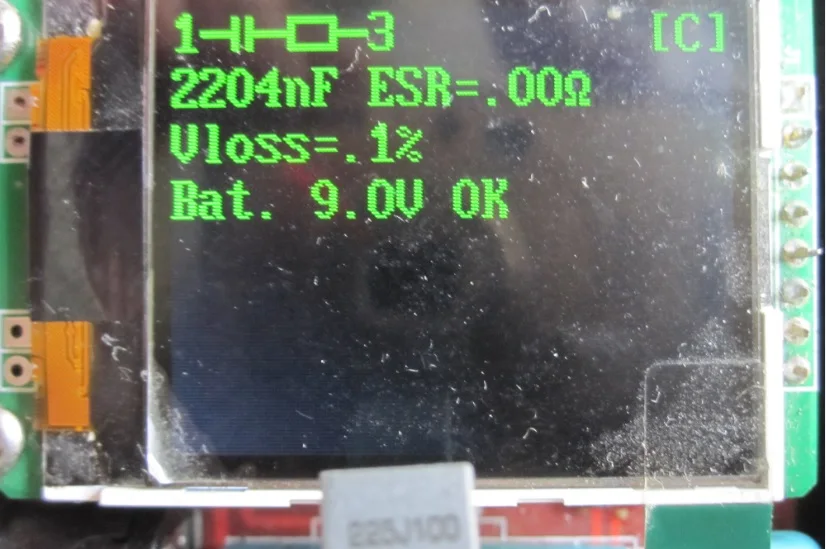 1 3 [C]
2204nF ESR=.00Ω
Vloss=.1%
Bat. 9.0V OK
225J100